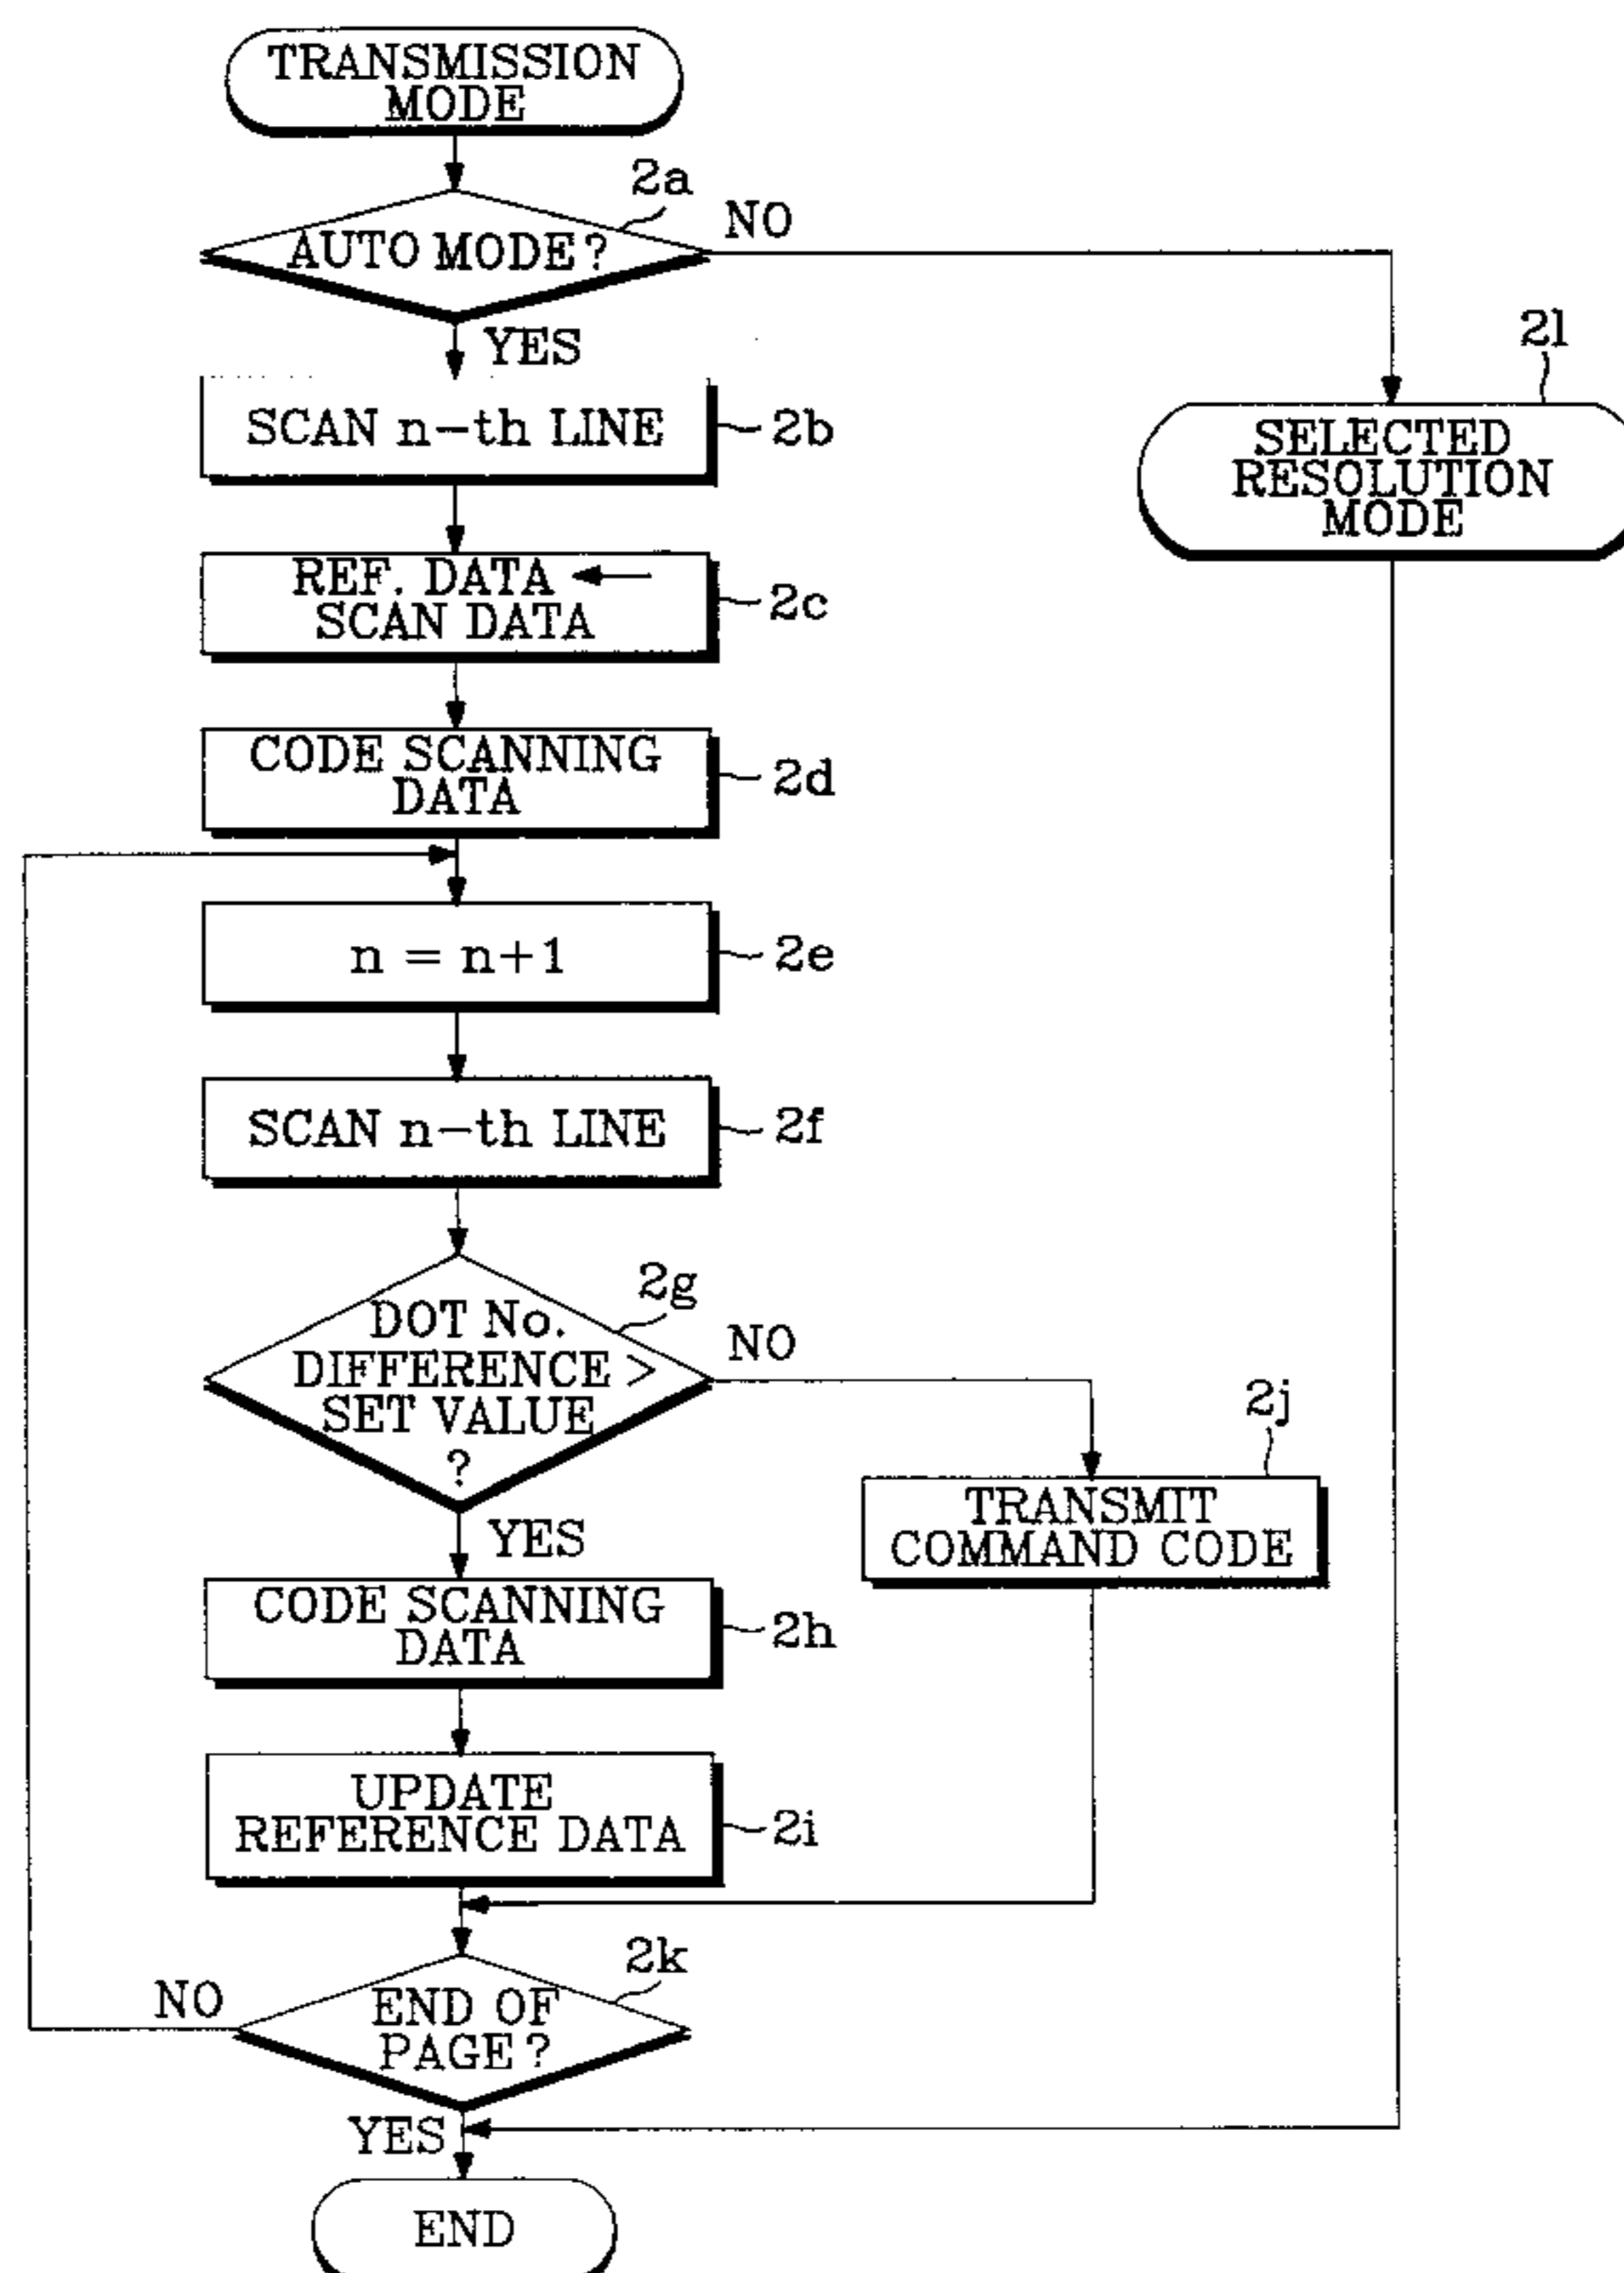 TRANSMISSION
MODE
2a
AUTO MODE?
NO
YES
2l
SELECTED
RESOLUTION
MODE
SCAN n-th LINE
2b
REF. DATA ←
SCAN DATA
2c
CODE SCANNING
DATA
2d
n = n+1
2e
SCAN n-th LINE
2f
2g
DOT No.
DIFFERENCE >
SET VALUE
?
NO
YES
2j
TRANSMIT
COMMAND CODE
CODE SCANNING
DATA
2h
UPDATE
REFERENCE DATA
2i
2k
END OF
PAGE?
NO
YES
END